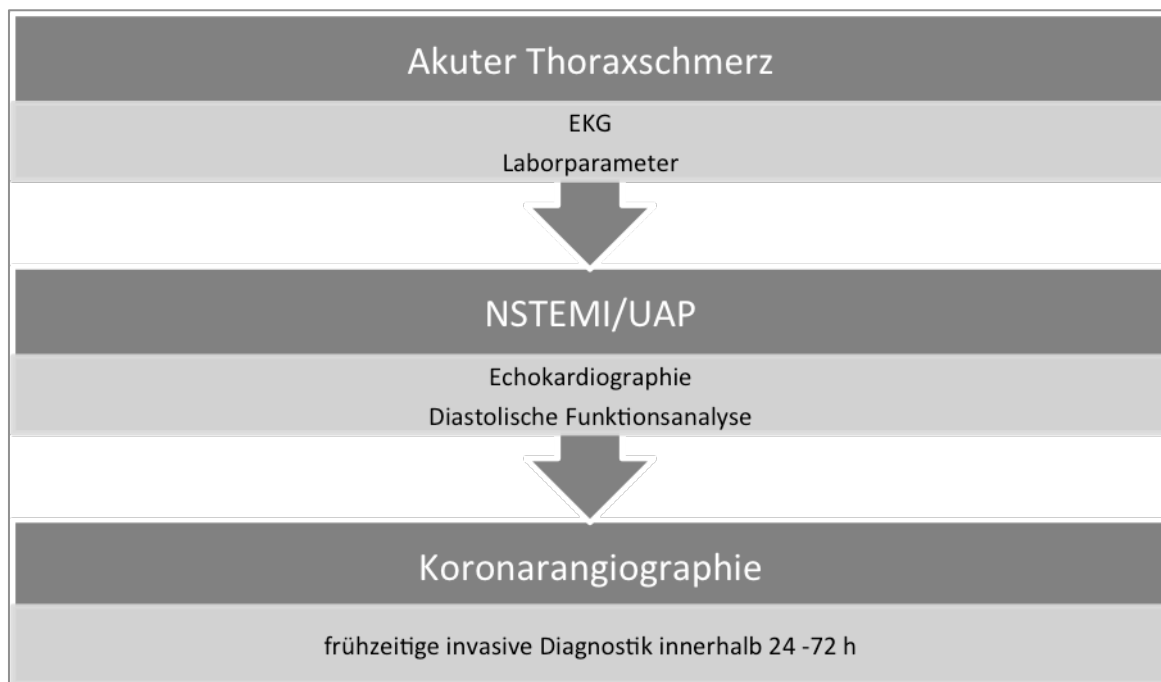 Akuter Thoraxschmerz
EKG
Laborparameter
NSTEMI/UAP
Echokardiographie
Diastolische Funktionsanalyse
Koronarangiographie
frühzeitige invasive Diagnostik innerhalb 24 -72 h